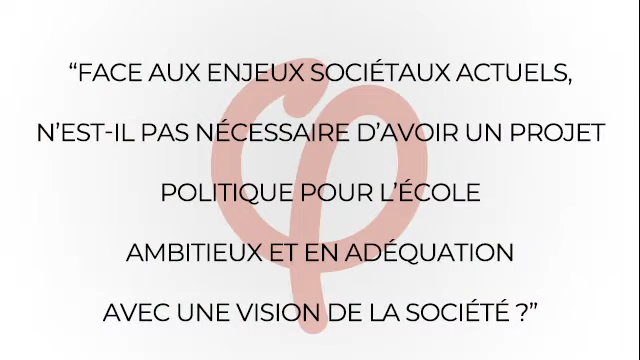 “FACE AUX ENJEUX SOCIÉTAUX ACTUELS,
N’EST-IL PAS NÉCESSAIRE D’AVOIR UN PROJET
POLITIQUE POUR L’ÉCOLE
AMBITIEUX ET EN ADÉQUATION
AVEC UNE VISION DE LA SOCIÉTÉ ?”